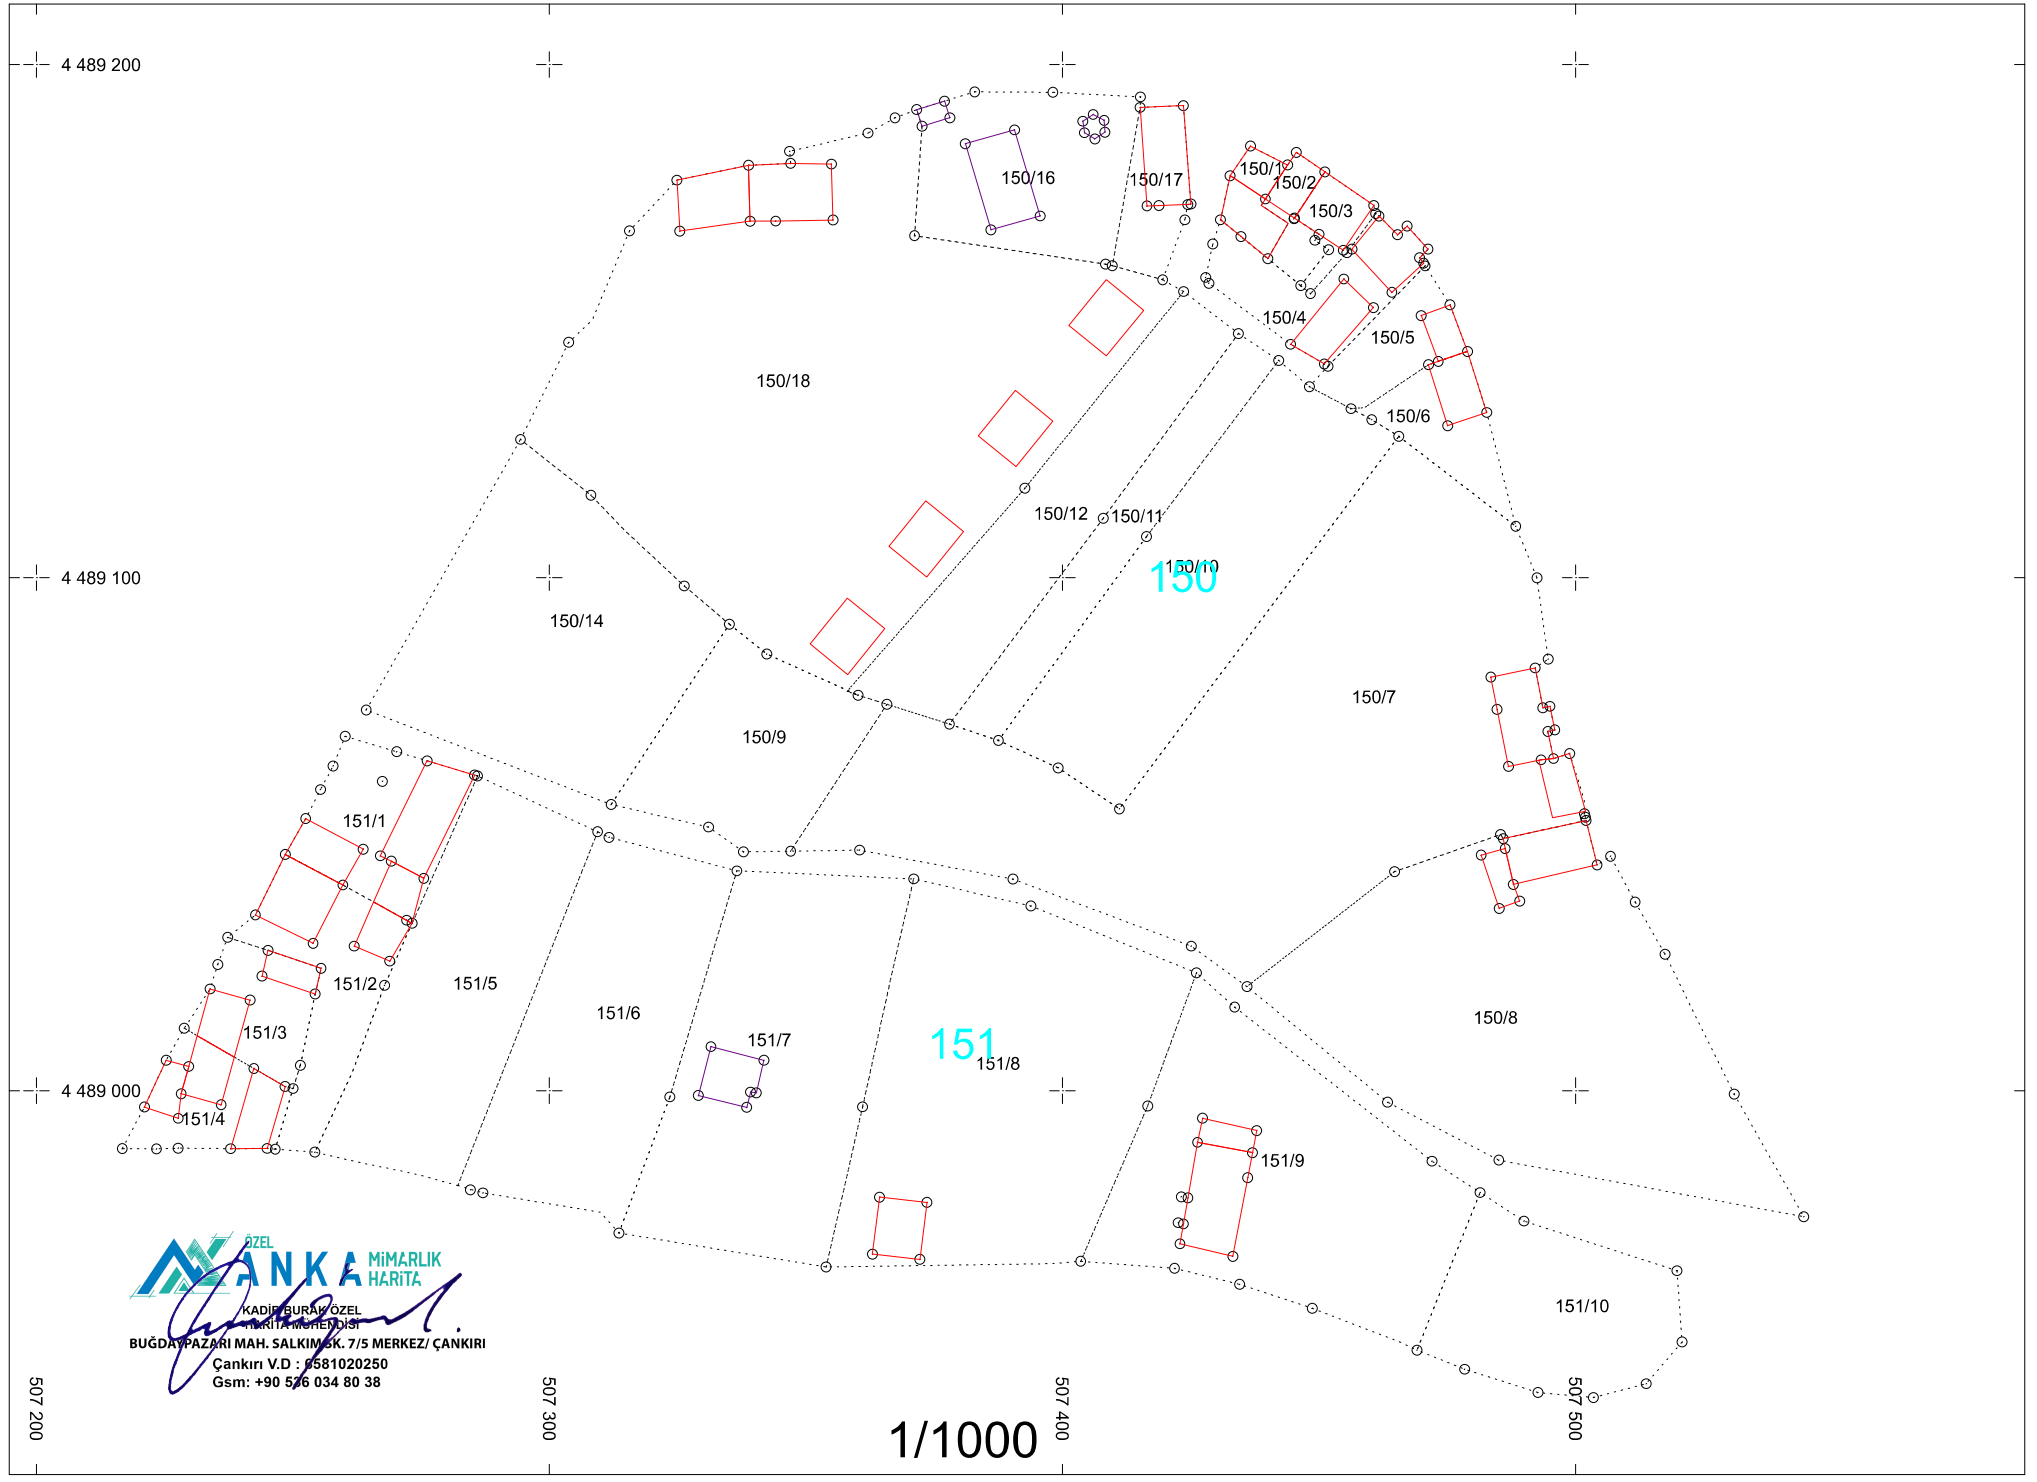 4 489 200
150/1
150/2
150/16
150/17
150/3
150/4
150/5
150/18
150/6
150/12
150/11
150/10
4 489 100
150
150/14
150/7
150/9
151/1
151/2
151/5
151/6
150/8
151/3
151/7
151
151/8
4 489 000
151/4
151/9
ÖZEL
ANKA
MİMARLIK
HARİTA
151/10
KADİR BURAK ÖZEL
HARİTA MÜHENDİSİ
BUĞDAYPAZARI MAH. SALKIM SK. 7/5 MERKEZ/ ÇANKIRI
Çankırı V.D : 6581020250
Gsm: +90 536 034 80 38
507 200
507 300
507 400
507 500
1/1000